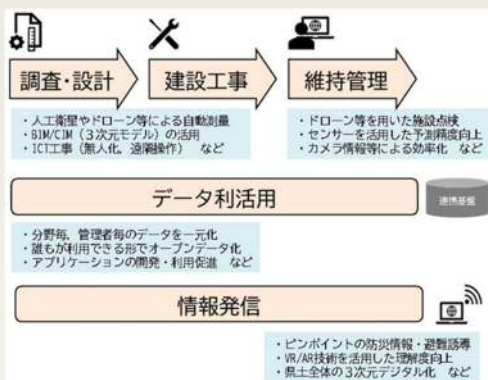 調査・設計
建設工事
維持管理
・人工衛星やドローン等による自動測量
・BIM/CIM（３次元モデル）の活用
・ICT工事（無人化、遠隔操作）　など
・ドローン等を用いた施設点検
・センサーを活用した予測精度向上
・カメラ情報等による効率化　など
データ利活用
連携基盤
・分野毎、管理者毎のデータを一元化
・誰もが利用できる形でオープンデータ化
・アプリケーションの開発・利用促進　など
情報発信
・ピンポイントの防災情報・避難誘導
・VR/AR技術を活用した理解度向上
・県土全体の３次元デジタル化　など